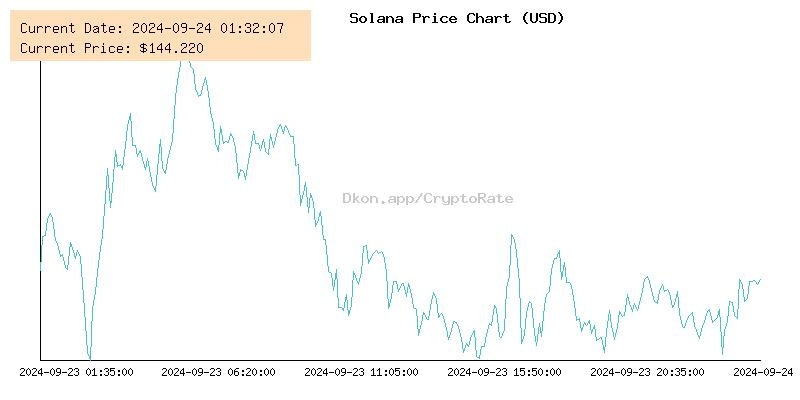 Solana Price Chart (USD)
Current Date: 2024-09-24 01:32:07
Current Price: $144.220
Dkon.app/CryptoRate
2024-09-23 01:35:00 2024-09-23 06:20:00 2024-09-23 11:05:00 2024-09-23 15:50:00 2024-09-23 20:35:00 2024-09-24